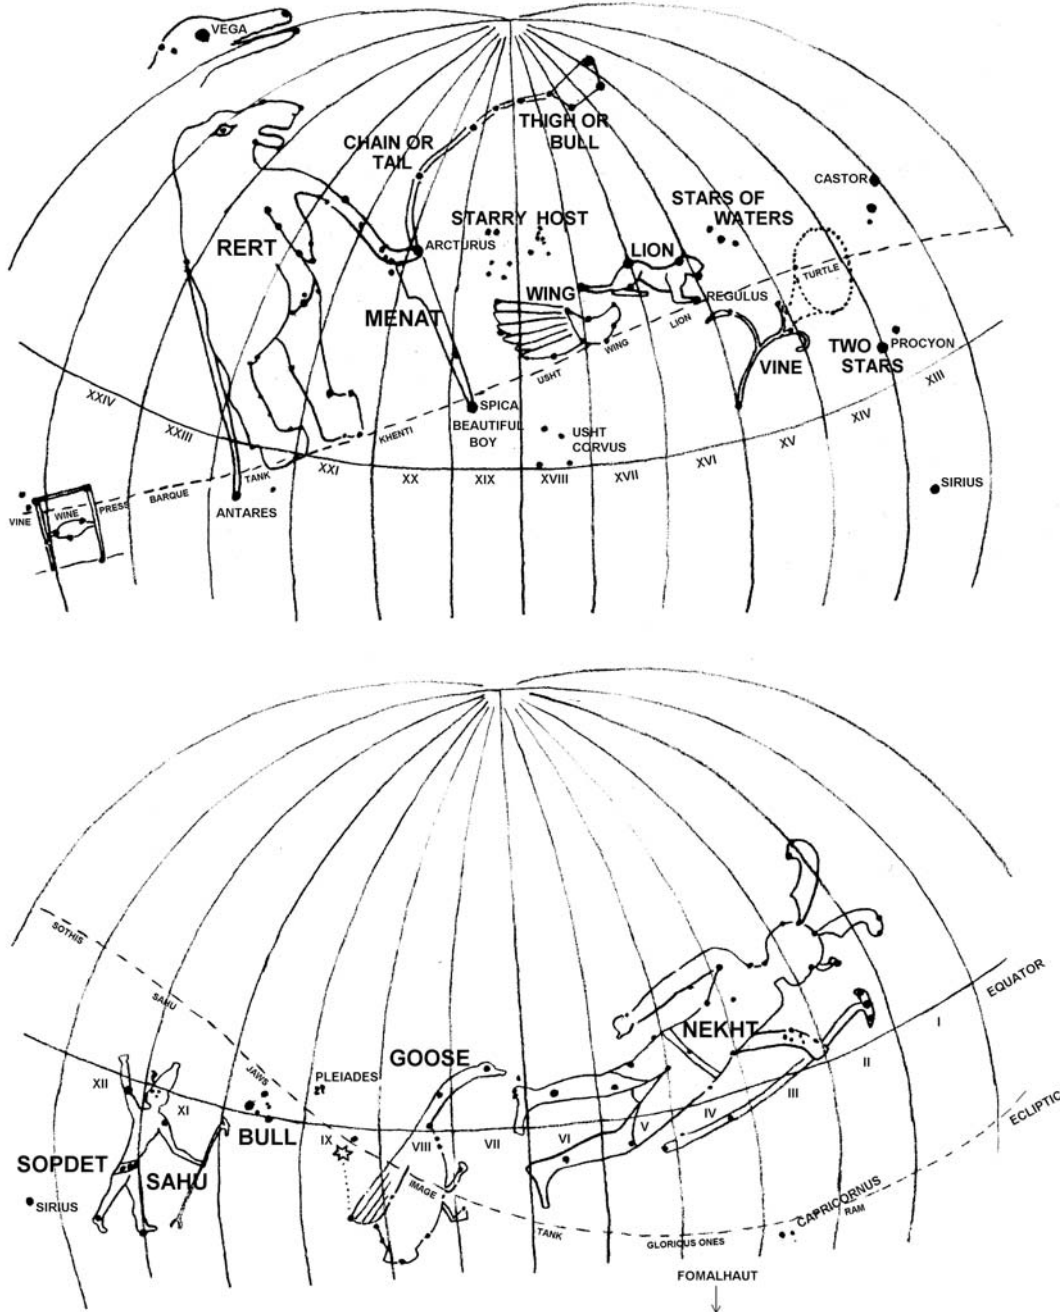 VEGA
THIGH OR
BULL
CHAIN OR
TAIL
CASTOR
STARS OF
WATERS
STARRY HOST
RERT
ARCTURUS
LION
TURTLE
WING
REGULUS
MENAT
LION
WING
VINE
TWO
STARS
PROCYON
USHT
XIII
XXIV
SPICA
XIV
BEAUTIFUL
BOY
KHENTI
USHT
CORVUS
XXIII
XV
XXI
XX
XIX
XVIII
XVII
XVI
TANK
BARQUE
SIRIUS
PRESS
ANTARES
WINE
VINE
SOTHIS
SAHU
EQUATOR
NEKHT
I
GOOSE
II
JAWS
PLEIADES
XII
XI
III
ECLIPTIC
BULL
IX
VIII
VII
VI
V
IV
SOPDET
SAHU
IMAGE
SIRIUS
CAPRICORNUS
RAM
TANK
GLORIOUS ONES
FOMALHAUT